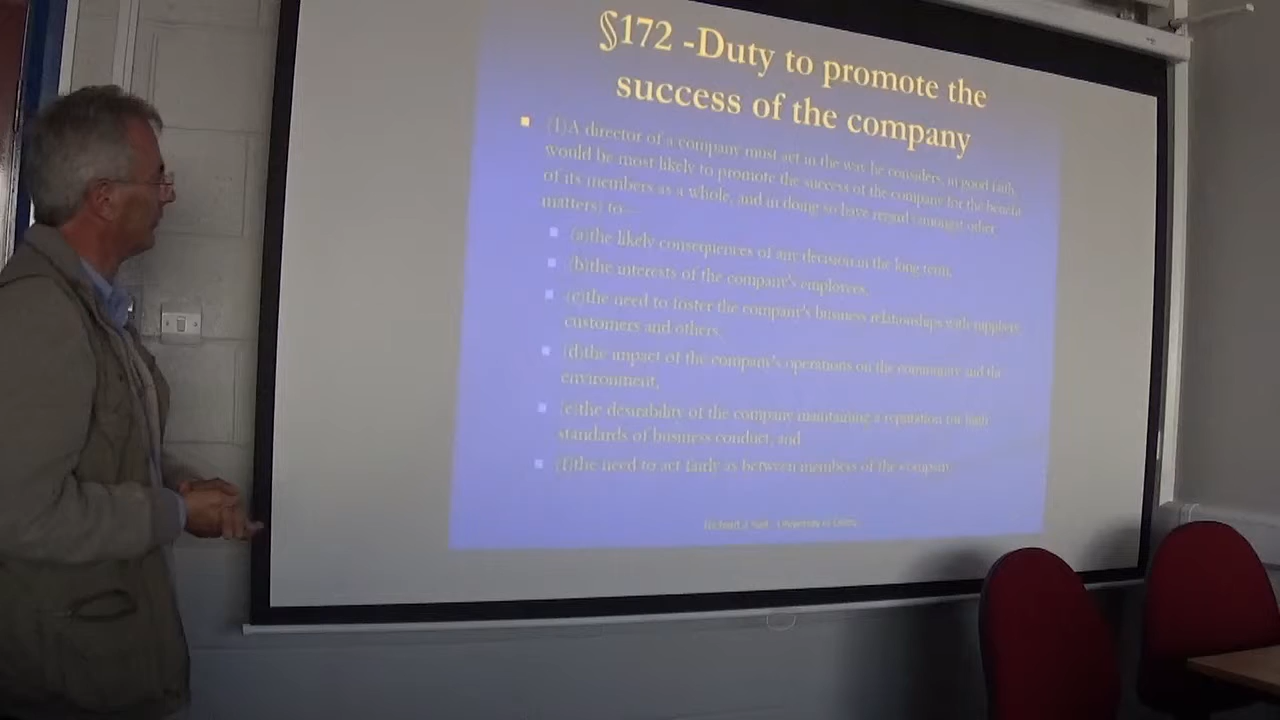 §172 -Duty to promote the
success of the company
(1)A director of a company must act in the way he considers, in good faith,
would be most likely to promote the success of the company for the benefit
of its members as a whole, and in doing so have regard (amongst other
matters) to—
(a)the likely consequences of any decision in the long term,
(b)the interests of the company's employees,
(c)the need to foster the company's business relationships with suppliers,
customers and others,
(d)the impact of the company's operations on the community and the
environment,
(e)the desirability of the company maintaining a reputation for high
standards of business conduct, and
(f)the need to act fairly as between members of the company.
Richard J University of